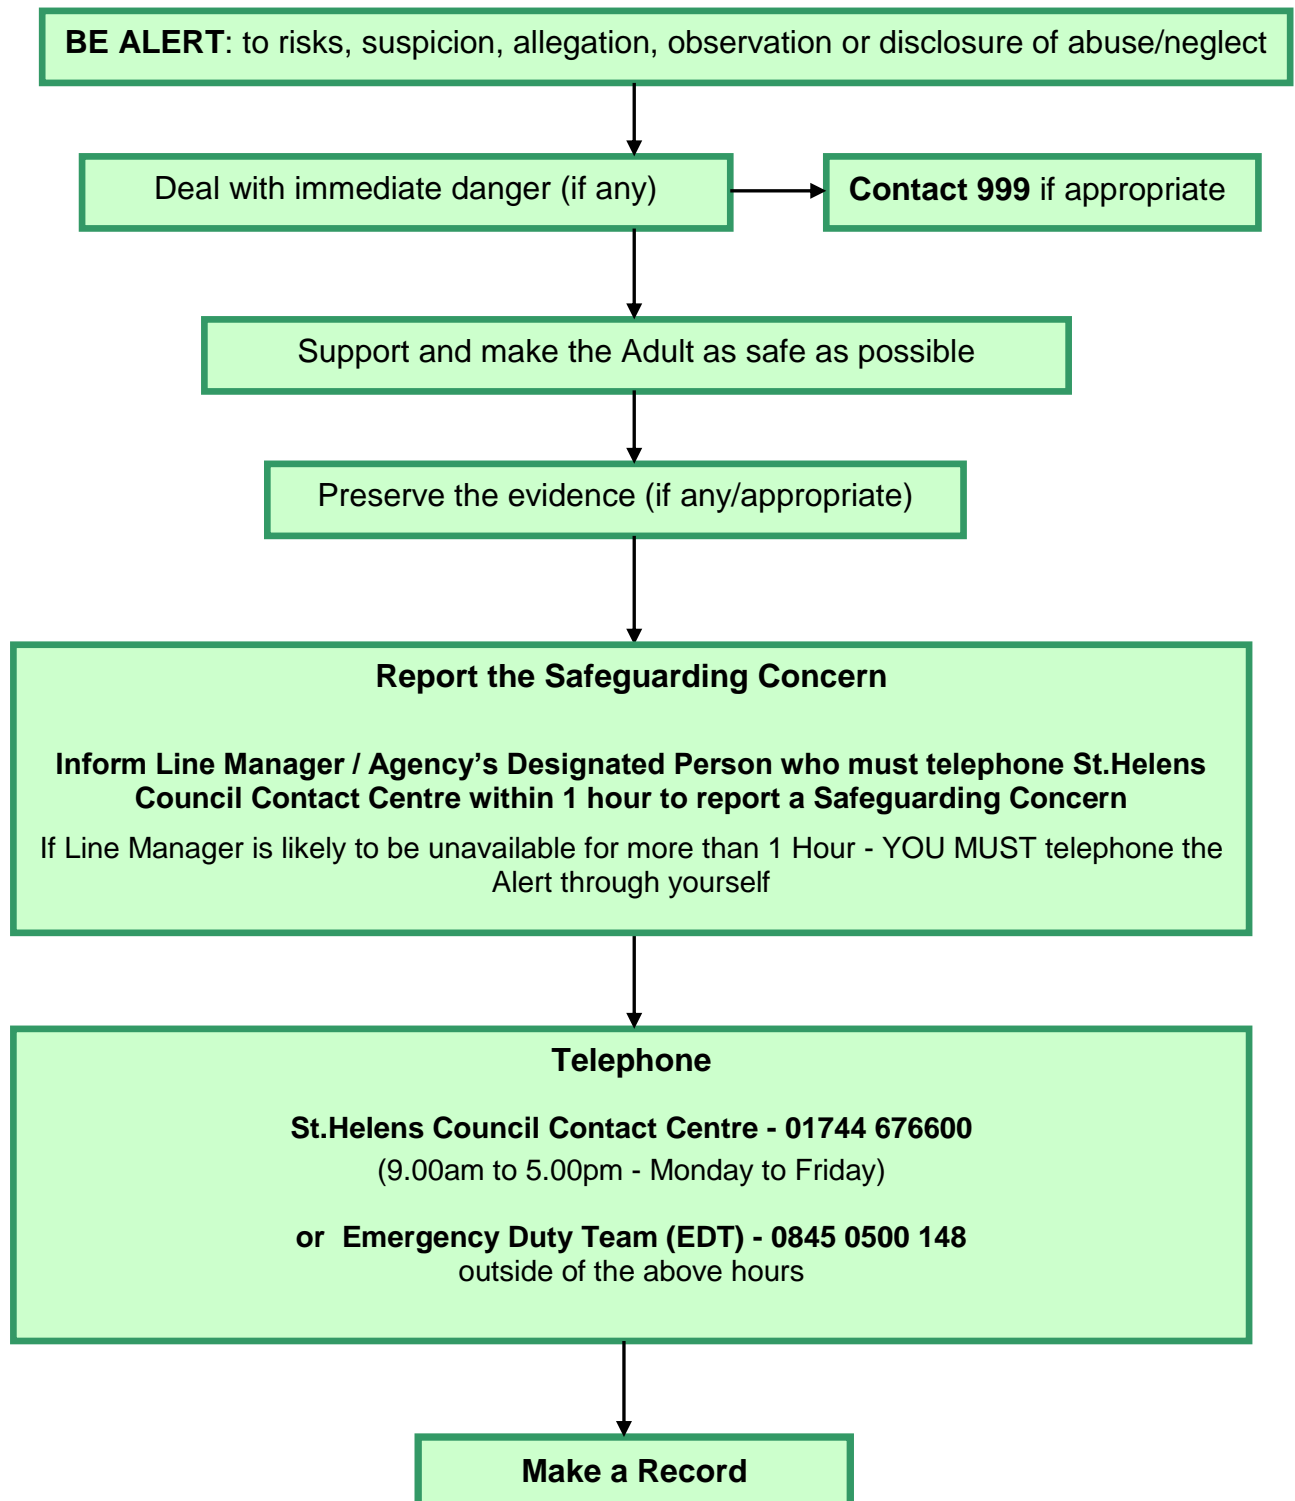 BE ALERT: to risks, suspicion, allegation, observation or disclosure of abuse/neglect
Deal with immediate danger (if any)
Contact 999 if appropriate
Support and make the Adult as safe as possible
Preserve the evidence (if any/appropriate)
Report the Safeguarding Concern
Inform Line Manager / Agency’s Designated Person who must telephone St.Helens
Council Contact Centre within 1 hour to report a Safeguarding Concern
If Line Manager is likely to be unavailable for more than 1 Hour - YOU MUST telephone the
Alert through yourself
Telephone
St.Helens Council Contact Centre - 01744 676600
(9.00am to 5.00pm - Monday to Friday)
or Emergency Duty Team (EDT) - 0845 0500 148
outside of the above hours
Make a Record